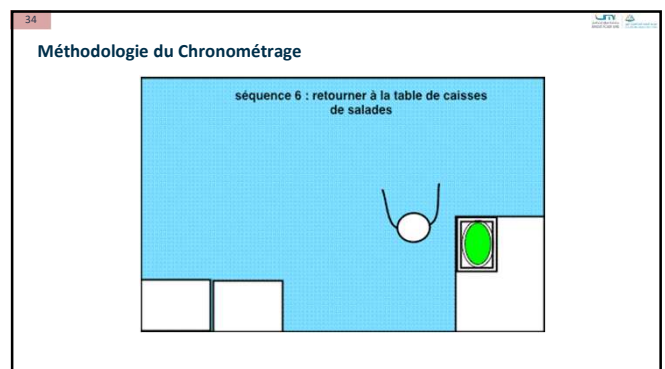 34
Méthodologie du Chronométrage
séquence 6 : retourner à la table de caisses
de salades